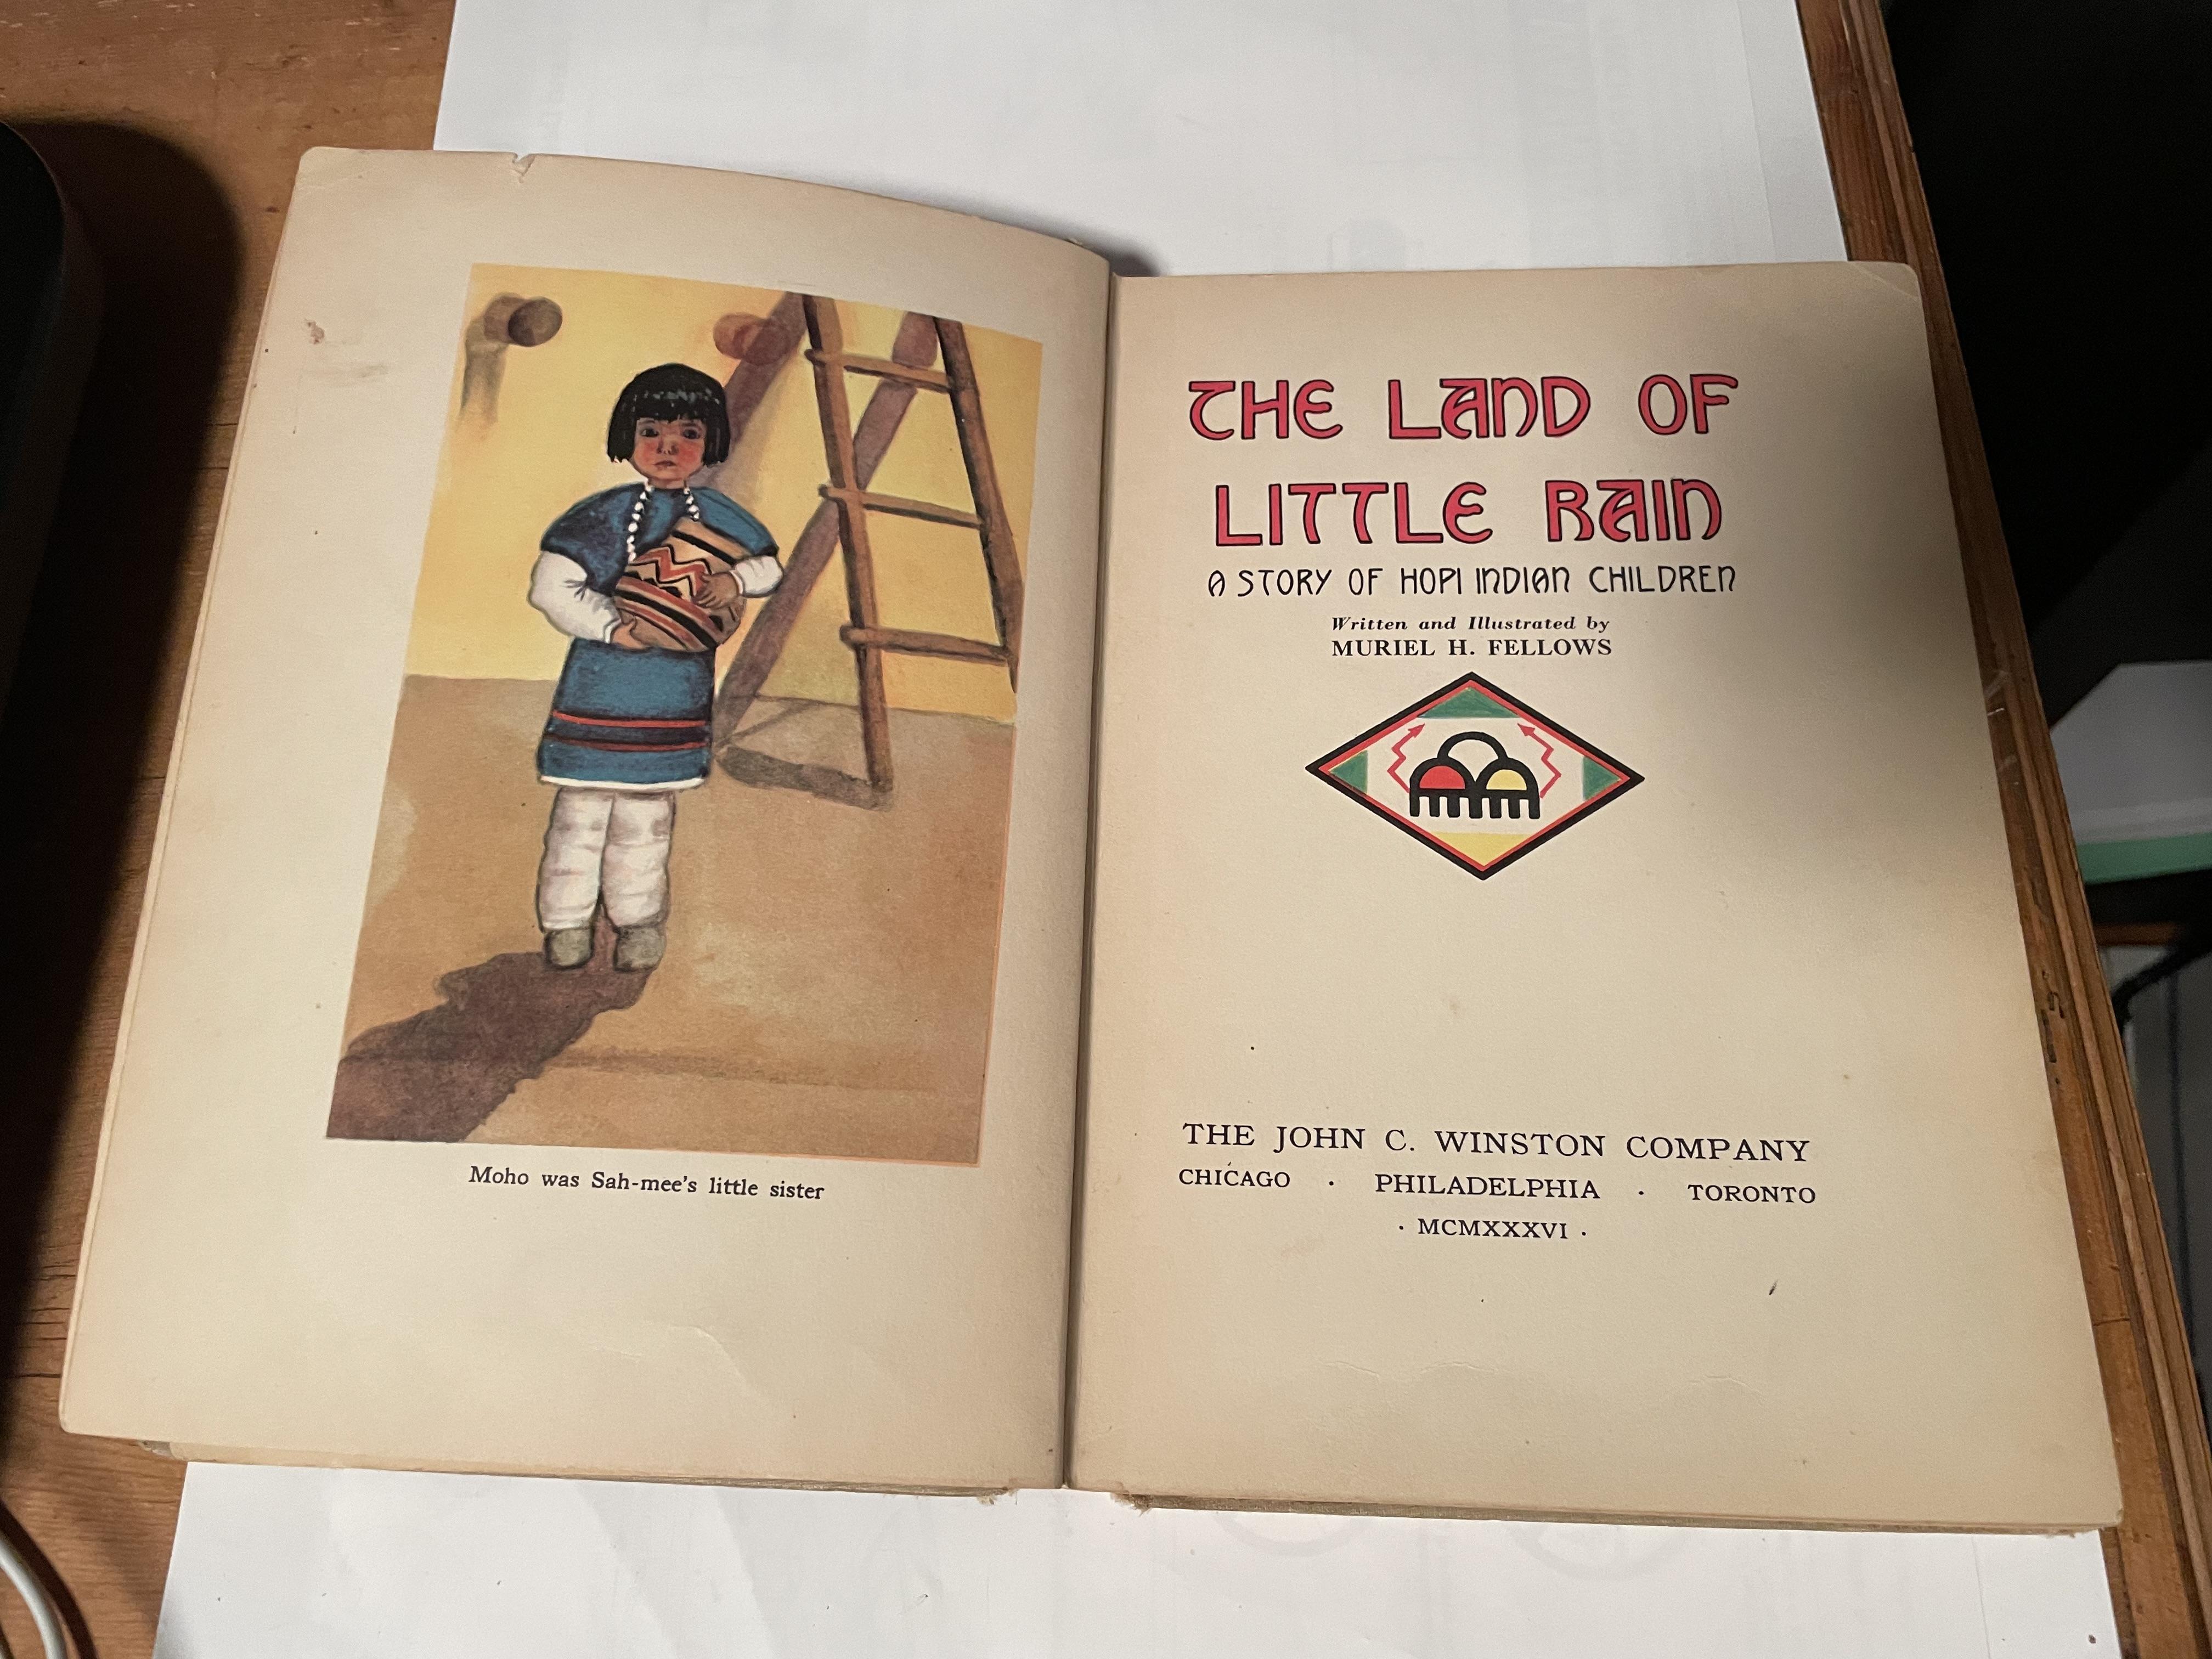 Moho was Sah-mee's little sister
THE LAND OF
LITTLE RAIN
A STORY OF HOPI INDIAN CHILDREN
Written and Illustrated by
MURIEL H. FELLOWS
THE JOHN C. WINSTON COMPANY
CHICAGO · PHILADELPHIA · TORONTO
· MCMXXXVI ·